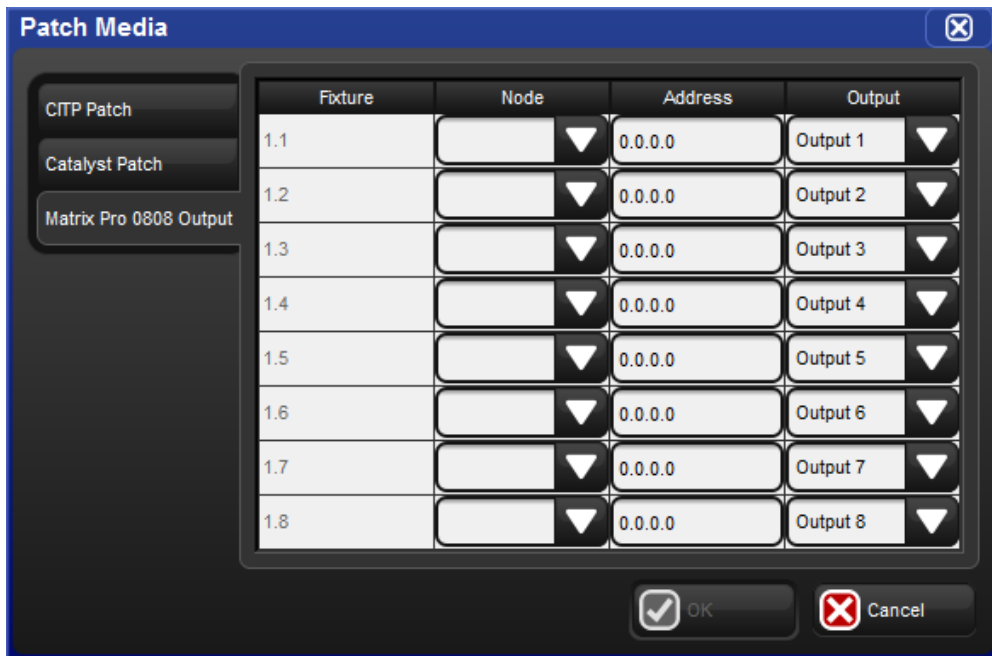 Patch Media
CITP Patch
Catalyst Patch
Matrix Pro 0808 Output
Fixture Node Address Output
1.1 0.0.0.0 Output 1
1.2 0.0.0.0 Output 2
1.3 0.0.0.0 Output 3
1.4 0.0.0.0 Output 4
1.5 0.0.0.0 Output 5
1.6 0.0.0.0 Output 6
1.7 0.0.0.0 Output 7
1.8 0.0.0.0 Output 8
OK Cancel